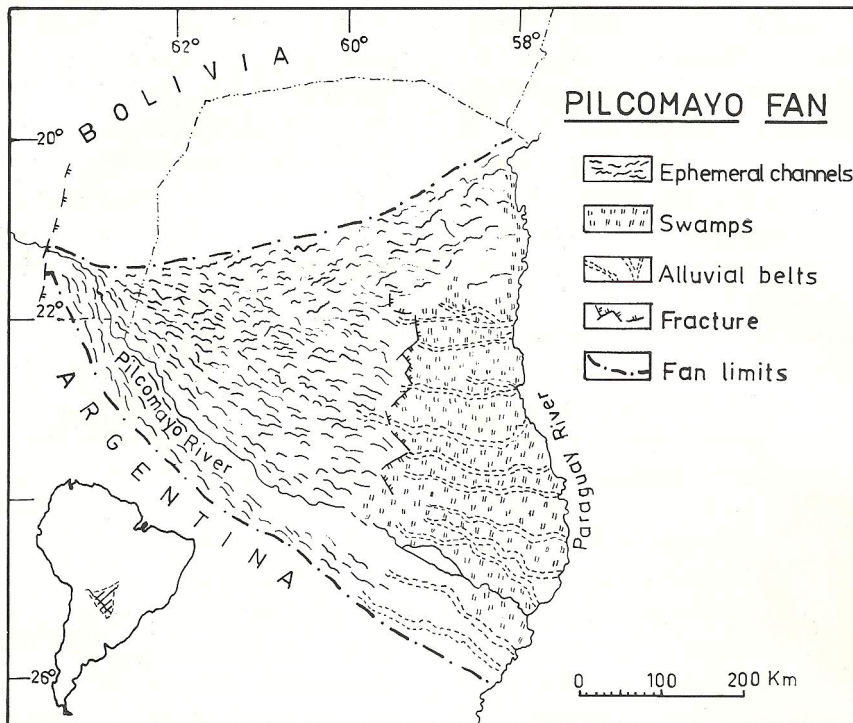 62° 60° 58°
BOLIVIA
20°
22°
26°
ARGENTINA
Pilcomayo River
Paraguay River
PILCOMAYO FAN
Ephemeral channels
Swamps
Alluvial belts
Fracture
Fan limits
0 100 200 Km